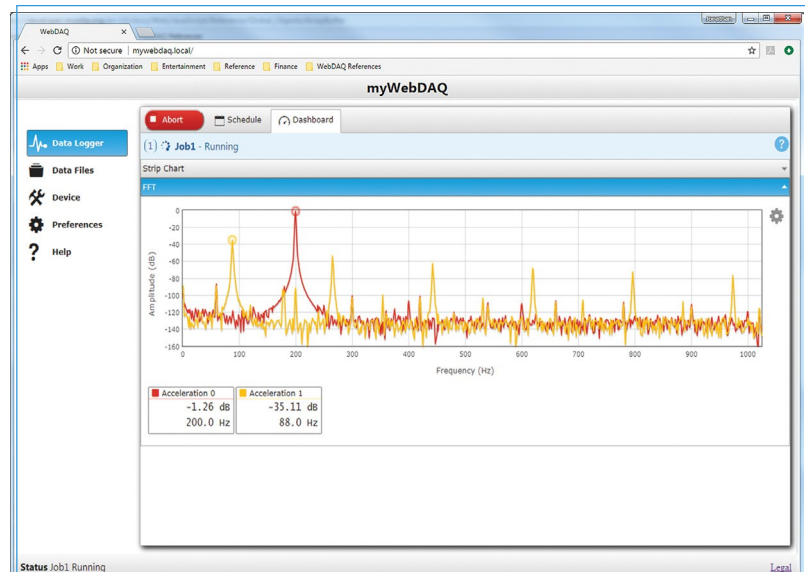 WebDAQ
Not secure | mywebdaq.local/
Apps Work Organization Entertainment Reference Finance WebDAQ References
myWebDAQ
Abort Schedule Dashboard
(1) Job1 - Running ?
Data Logger
Data Files
Device
Preferences
? Help
Strip Chart
FFT
0
-20
-40
-60
-80
-100
-120
-140
-160
Amplitude (dB)
0 100 200 300 400 500 600 700 800 900 1000
Frequency (Hz)
Acceleration 0 Acceleration 1
-1.26 dB -35.11 dB
200.0 Hz 88.0 Hz
Status Job1 Running Legal